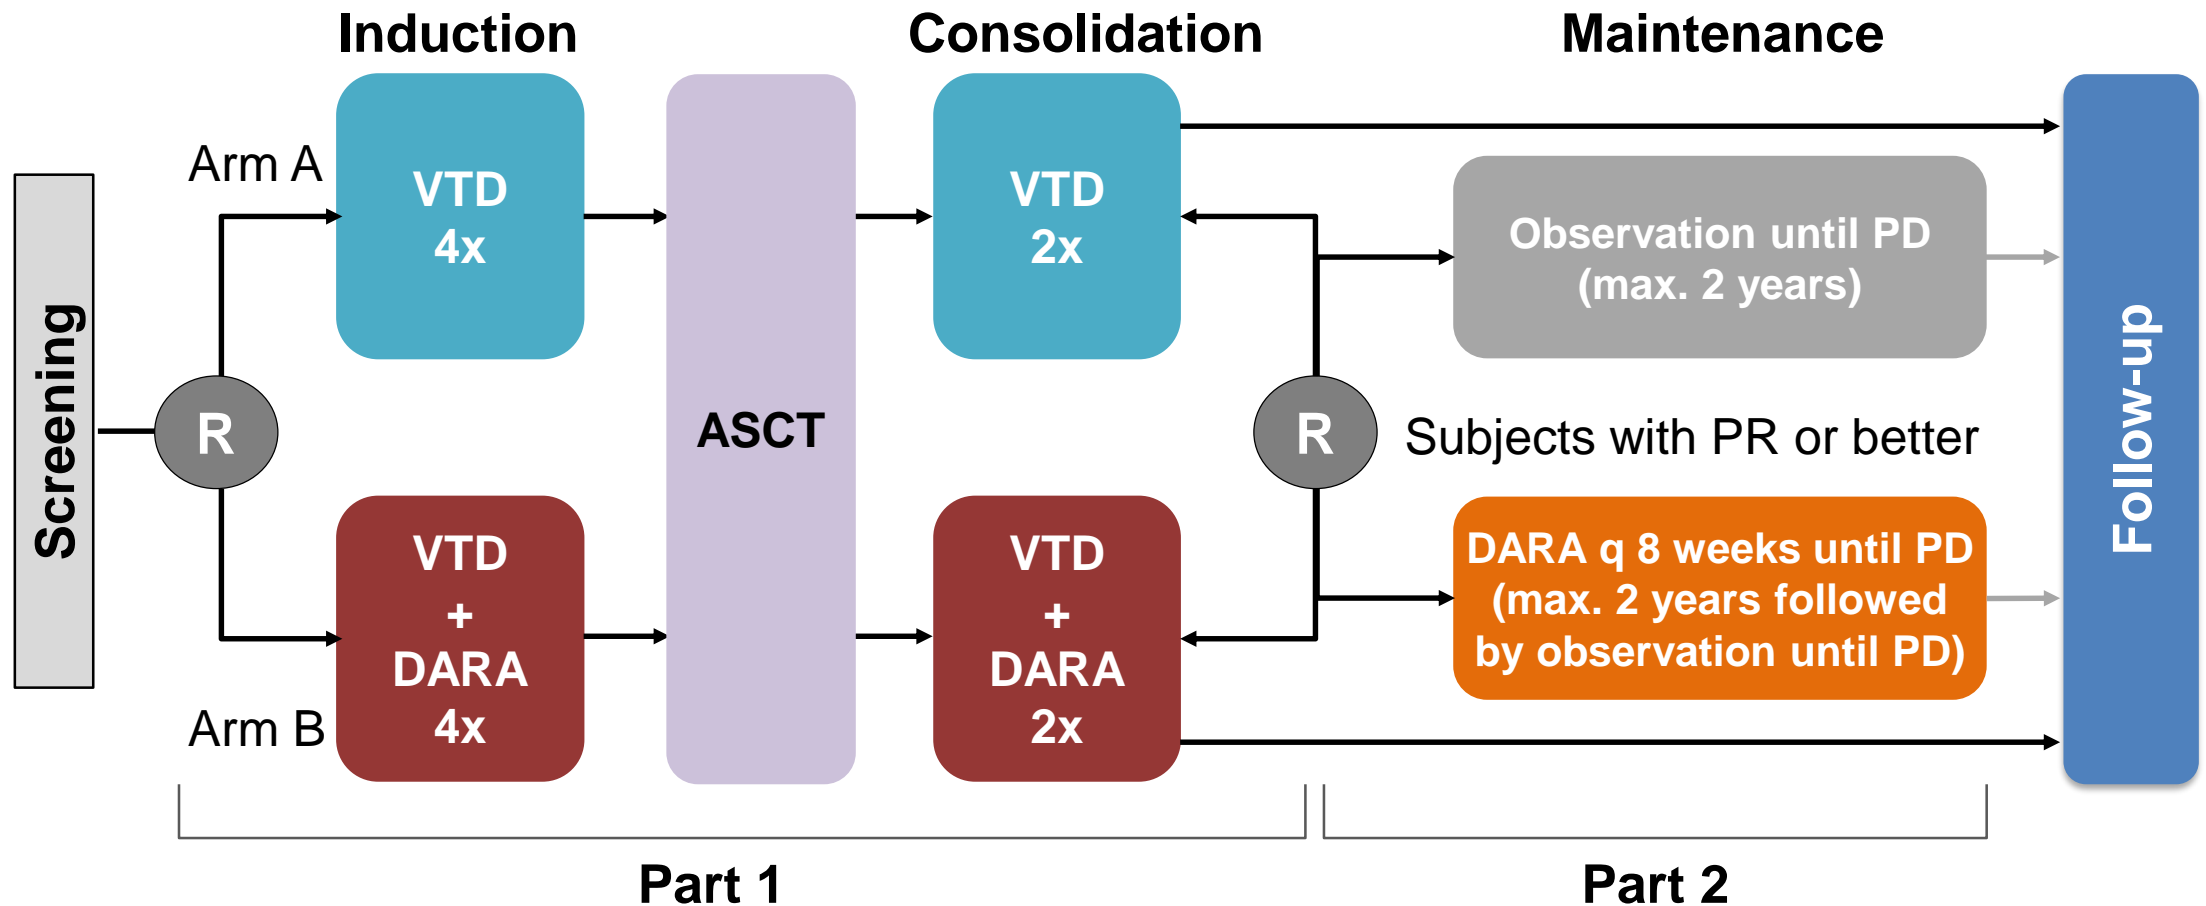 Induction
Consolidation
Maintenance
Screening
R
Arm A
VTD
4x
Arm B
VTD
+
DARA
4x
ASCT
VTD
2x
VTD
+
DARA
2x
R
Observation until PD
(max. 2 years)
Subjects with PR or better
DARA q 8 weeks until PD
(max. 2 years followed
by observation until PD)
Follow-up
Part 1
Part 2